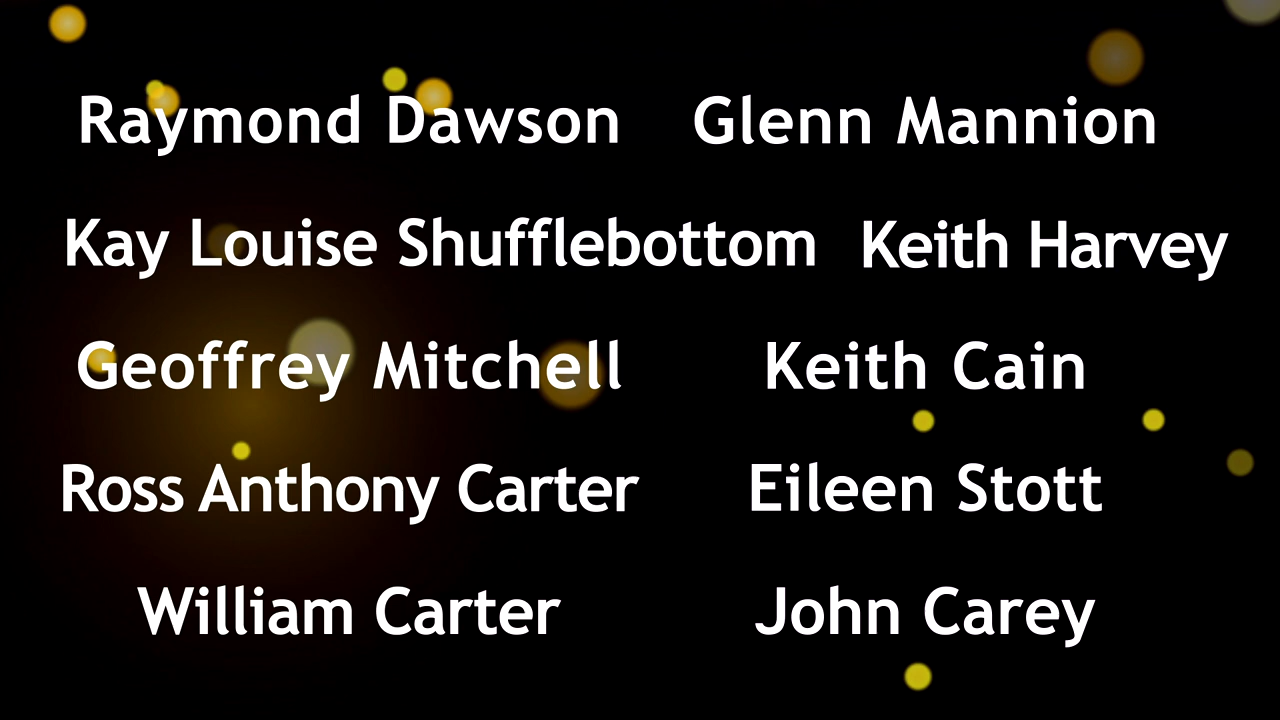 Raymond Dawson Glenn Mannion
Kay Louise Shufflebottom Keith Harvey
Geoffrey Mitchell Keith Cain
Ross Anthony Carter Eileen Stott
William Carter John Carey